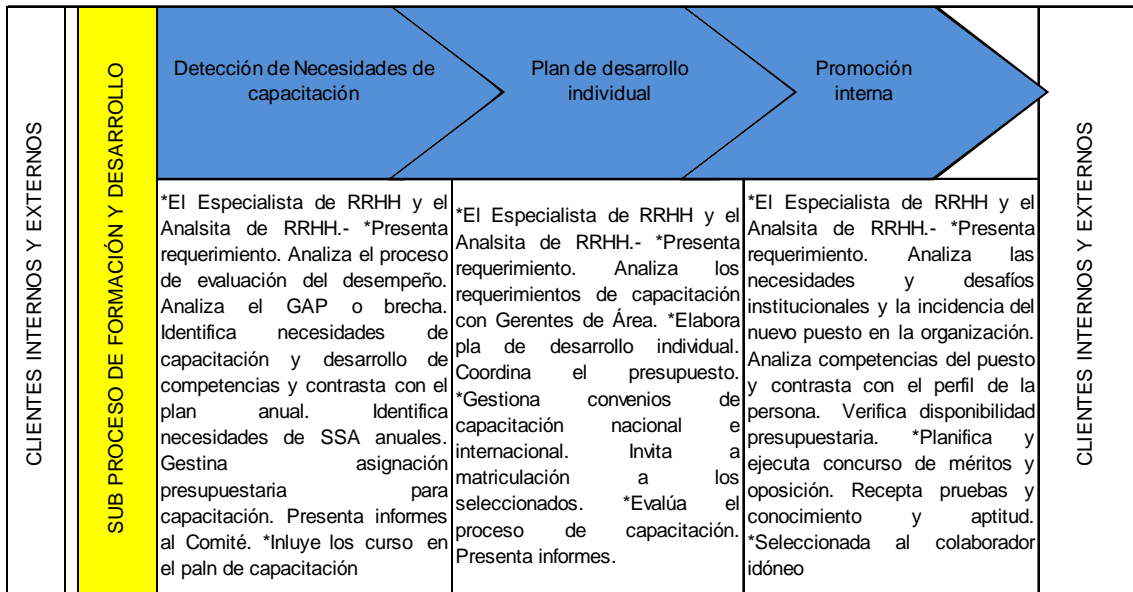 CLIENTES INTERNOS Y EXTERNOS
SUB PROCESO DE FORMACIÓN Y DESARROLLO
Detección de Necesidades de
capacitación
Plan de desarrollo
individual
Promoción
interna
*El Especialista de RRHH y el
Analsita de RRHH.- *Presenta
requerimiento. Analiza el proceso
de evaluación del desempeño.
Analiza el GAP o brecha.
Identifica necesidades de
capacitación y desarrollo de
competencias y contrasta con el
plan anual. Identifica
necesidades de SSA anuales.
Gestina asignación
presupuestaria para
capacitación. Presenta informes
al Comité. *Inluye los curso en
el paln de capacitación
*El Especialista de RRHH y el
Analsita de RRHH.- *Presenta
requerimiento. Analiza los
requerimientos de capacitación
con Gerentes de Área. *Elabora
pla de desarrollo individual.
Coordina el presupuesto.
*Gestiona convenios de
capacitación nacional e
internacional. Invita a
matriculación a los
seleccionados. *Evalúa el
proceso de capacitación.
Presenta informes.
*El Especialista de RRHH y el
Analsita de RRHH.- *Presenta
requerimiento. Analiza las
necesidades y desafíos
institucionales y la incidencia del
nuevo puesto en la organización.
Analiza competencias del puesto
y contrasta con el perfil de la
persona. Verifica disponibilidad
presupuestaria. *Planifica y
ejecuta concurso de méritos y
oposición. Recepta pruebas y
conocimiento y aptitud.
*Seleccionada al colaborador
idóneo
CLIENTES INTERNOS Y EXTERNOS